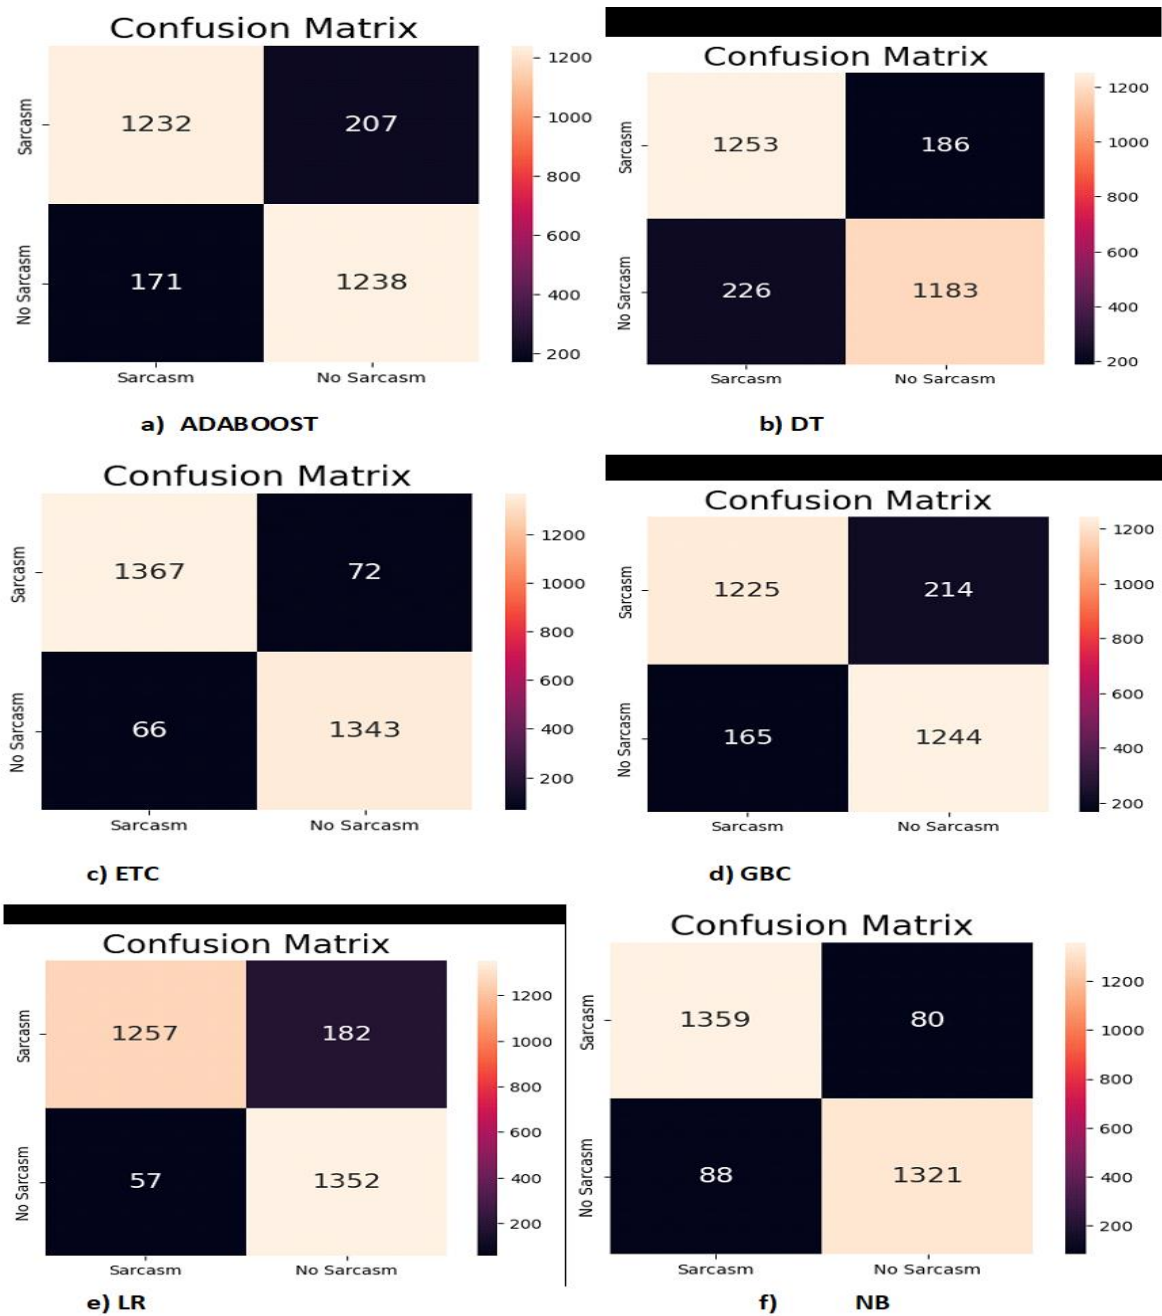 Confusion Matrix
Sarcasm
1232 207
No Sarcasm
171 1238
Sarcasm No Sarcasm
1200
1000
800
600
400
200
a) ADABOOST
Confusion Matrix
Sarcasm
1253 186
No Sarcasm
226 1183
Sarcasm No Sarcasm
1200
1000
800
600
400
200
b) DT
Confusion Matrix
Sarcasm
1367 72
No Sarcasm
66 1343
Sarcasm No Sarcasm
1200
1000
800
600
400
200
c) ETC
Confusion Matrix
Sarcasm
1225 214
No Sarcasm
165 1244
Sarcasm No Sarcasm
1200
1000
800
600
400
200
d) GBC
Confusion Matrix
Sarcasm
1257 182
No Sarcasm
57 1352
Sarcasm No Sarcasm
1200
1000
800
600
400
200
e) LR
Confusion Matrix
Sarcasm
1359 80
No Sarcasm
88 1321
Sarcasm No Sarcasm
1200
1000
800
600
400
200
f) NB